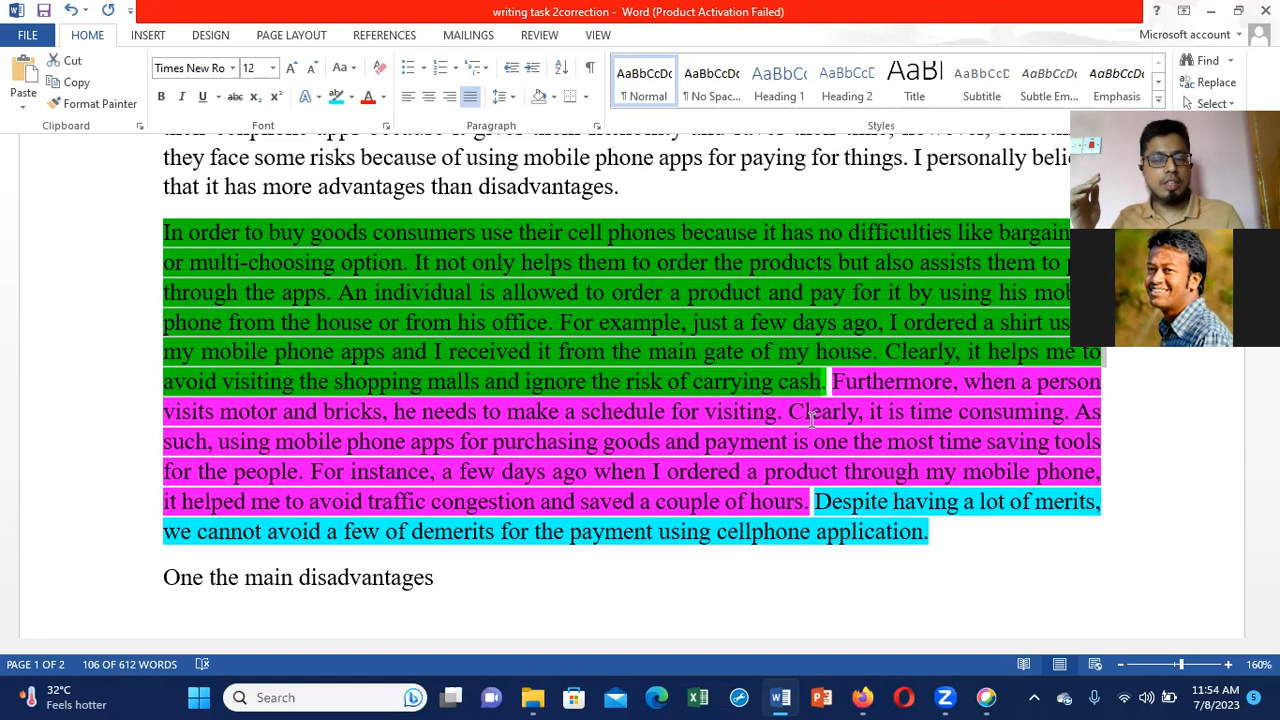 writing task 2correction - Word (Product Activation Failed)
FILE HOME INSERT DESIGN PAGE LAYOUT REFERENCES MAILINGS REVIEW VIEW Microsoft account
Paste
Cut
Copy
Format Painter
Clipboard
Times New Ro 12
Font
Paragraph
AaBbCcDc AaBbCcDc AaBbCc AaBbCcD AaBl AaBbCcD AaBbCcDc AaBbCcDc
¶ Normal ¶ No Spac... Heading 1 Heading 2 Title Subtitle Subtle Em... Emphasis
Styles
Find
Replace
Select
they face some risks because of using mobile phone apps for paying for things. I personally
that it has more advantages than disadvantages.
In order to buy goods consumers use their cell phones because it has no difficulties like
or multi-choosing option. It not only helps them to order the products but also assists them to
through the apps. An individual is allowed to order a product and pay for it by using his
phone from the house or from his office. For example, just a few days ago, I ordered a shirt
my mobile phone apps and I received it from the main gate of my house. Clearly, it helps me to
avoid visiting the shopping malls and ignore the risk of carrying cash. Furthermore, when a person
visits motor and bricks, he needs to make a schedule for visiting. Clearly, it is time consuming. As
such, using mobile phone apps for purchasing goods and payment is one the most time saving tools
for the people. For instance, a few days ago when I ordered a product through my mobile phone,
it helped me to avoid traffic congestion and saved a couple of hours. Despite having a lot of merits,
we cannot avoid a few of demerits for the payment using cellphone application.
One the main disadvantages
PAGE 1 OF 2 106 OF 612 WORDS 160%
32°C
Feels hotter
Search
11:54 AM
7/8/2023